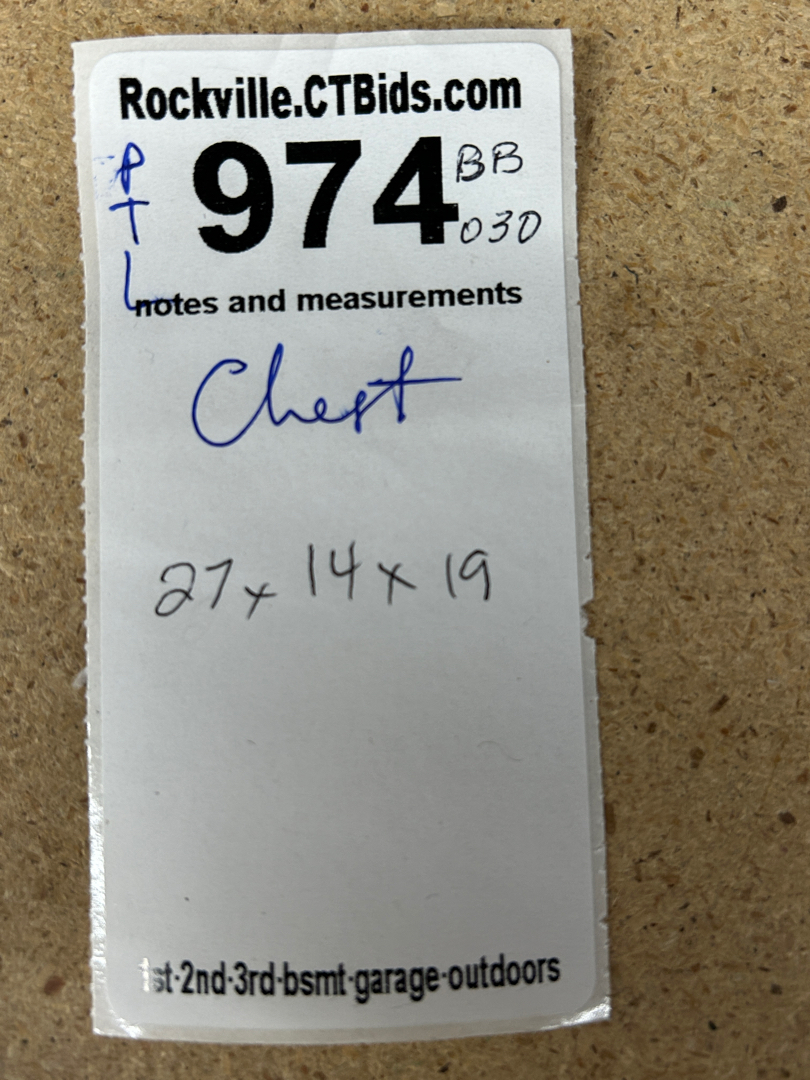 Rockville.CTBids.com
P
T
L
974
BB
030
notes and measurements
Chest
27 x 14 x 19
1st-2nd-3rd-bsmt-garage-outdoors